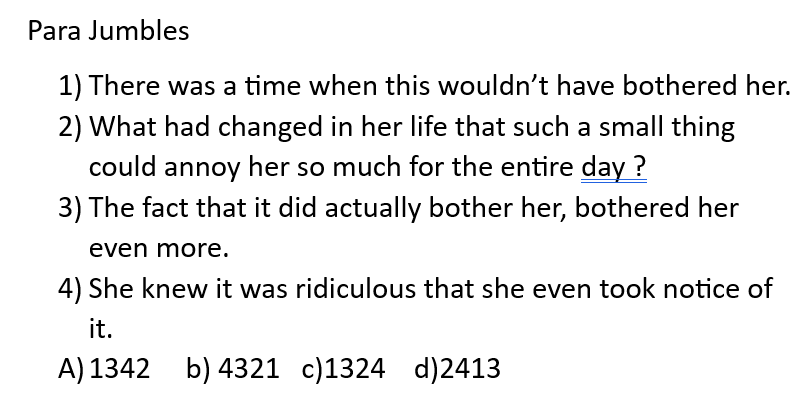 Para Jumbles
1) There was a time when this wouldn't have bothered her.
2) What had changed in her life that such a small thing
could annoy her so much for the entire day ?
3) The fact that it did actually bother her, bothered her
even more.
4) She knew it was ridiculous that she even took notice of
it.
A) 1342 b) 4321 c)1324 d)2413